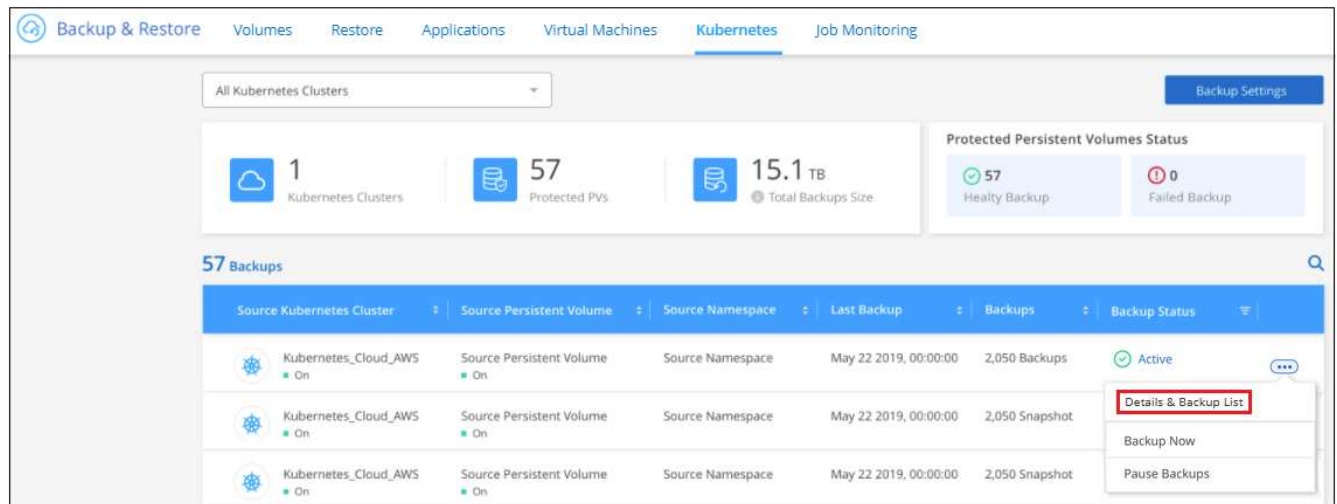 Backup & Restore Volumes Restore Applications Virtual Machines Kubernetes Job Monitoring
All Kubernetes Clusters
Backup Settings
1
Kubernetes Clusters
57
Protected PVs
15.1 TB
Total Backups Size
Protected Persistent Volumes Status
57
Healty Backup
0
Failed Backup
57 Backups
Source Kubernetes Cluster Source Persistent Volume Source Namespace Last Backup Backups Backup Status
Kubernetes_Cloud_AWS Source Persistent Volume Source Namespace May 22 2019, 00:00:00 2,050 Backups Active
On On
Details & Backup List
Kubernetes_Cloud_AWS Source Persistent Volume Source Namespace May 22 2019, 00:00:00 2,050 Snapshot
On On
Backup Now
Kubernetes_Cloud_AWS Source Persistent Volume Source Namespace May 22 2019, 00:00:00 2,050 Snapshot
On On
Pause Backups